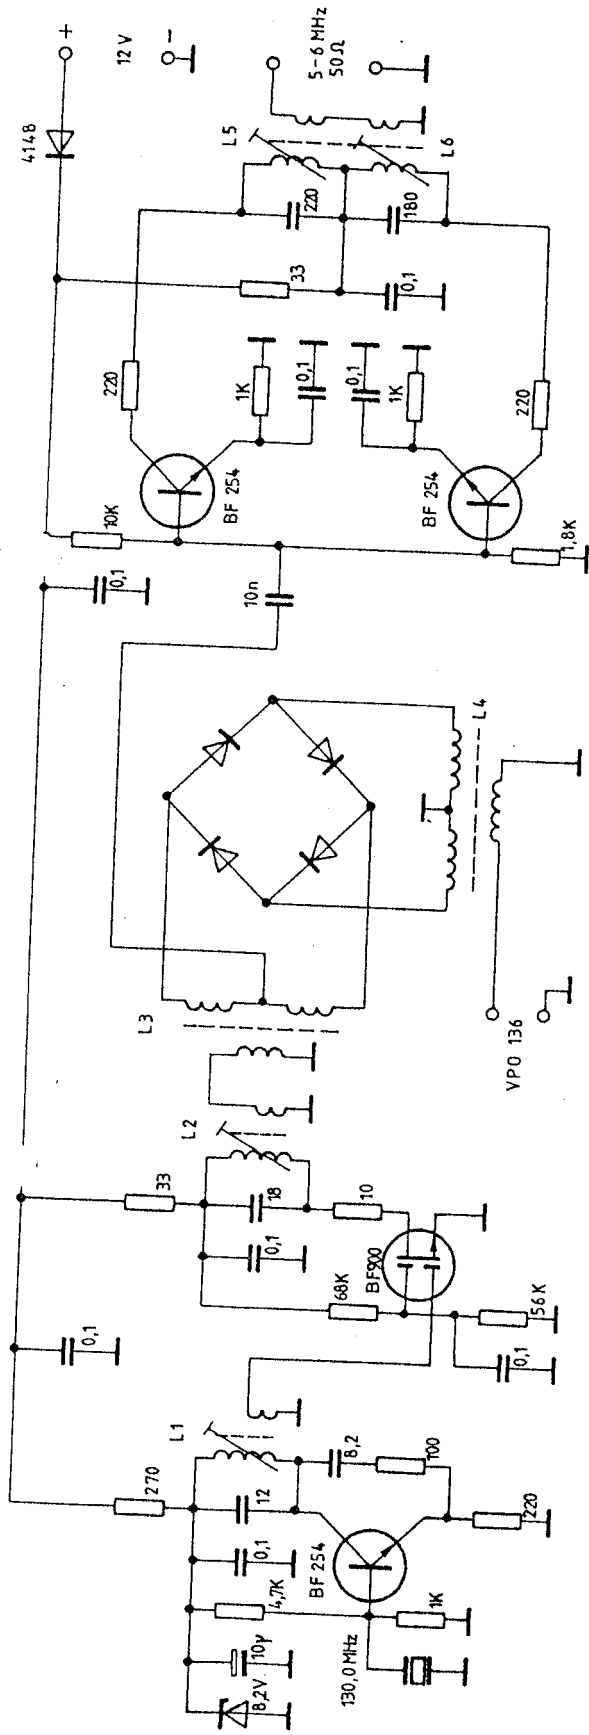 8,2V
10µ
4,7K
130,0 MHz
1K
0,1
BF 254
12
270
L1
8,2
100
220
0,1
68K
BF900
0,1
56K
0,1
33
18
10
L2
L3
VPO 136
L4
10n
0,1
10K
BF 254
220
1K
0,1
0,1
1K
BF 254
220
1,8K
33
0,1
220
180
L5
L6
4148
+
12 V
-
5-6 MHz
50Ω